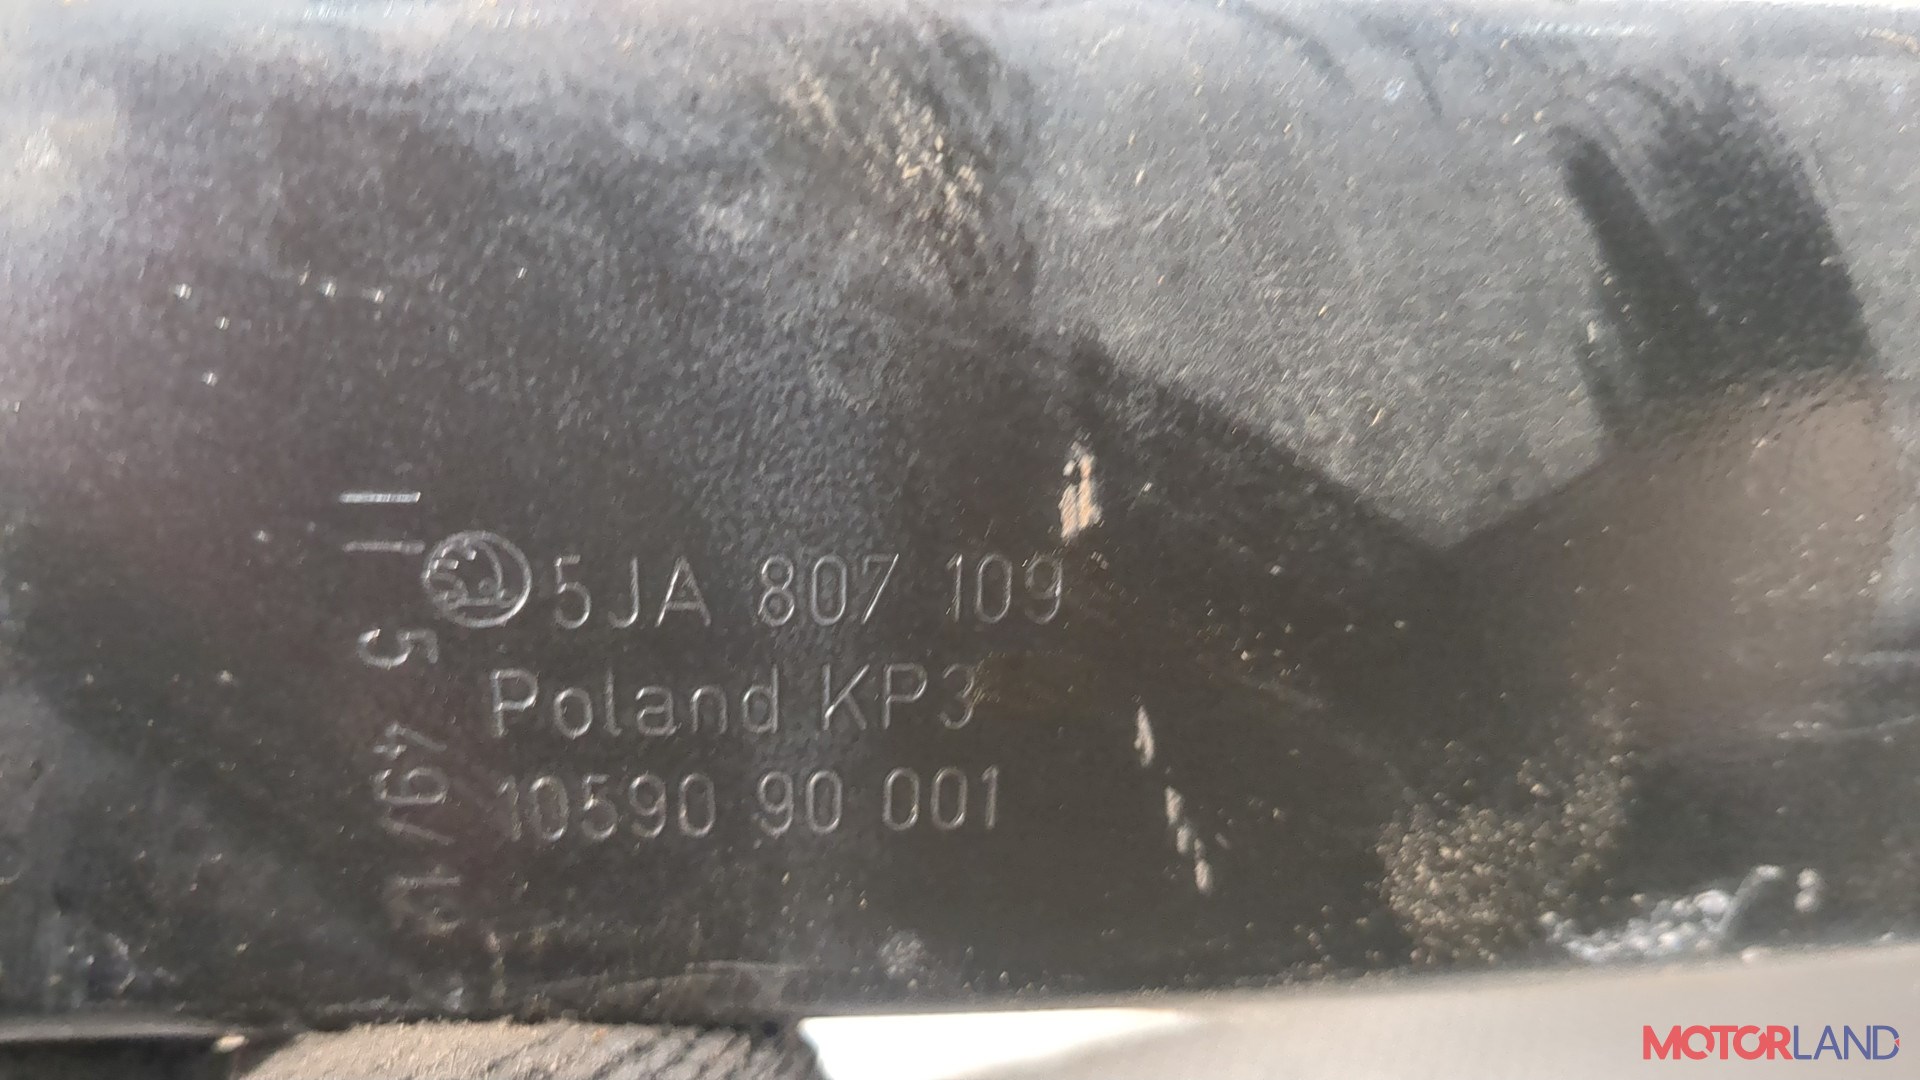 5JA 807 109
Poland KP3
10590 90 001
MOTORLAND